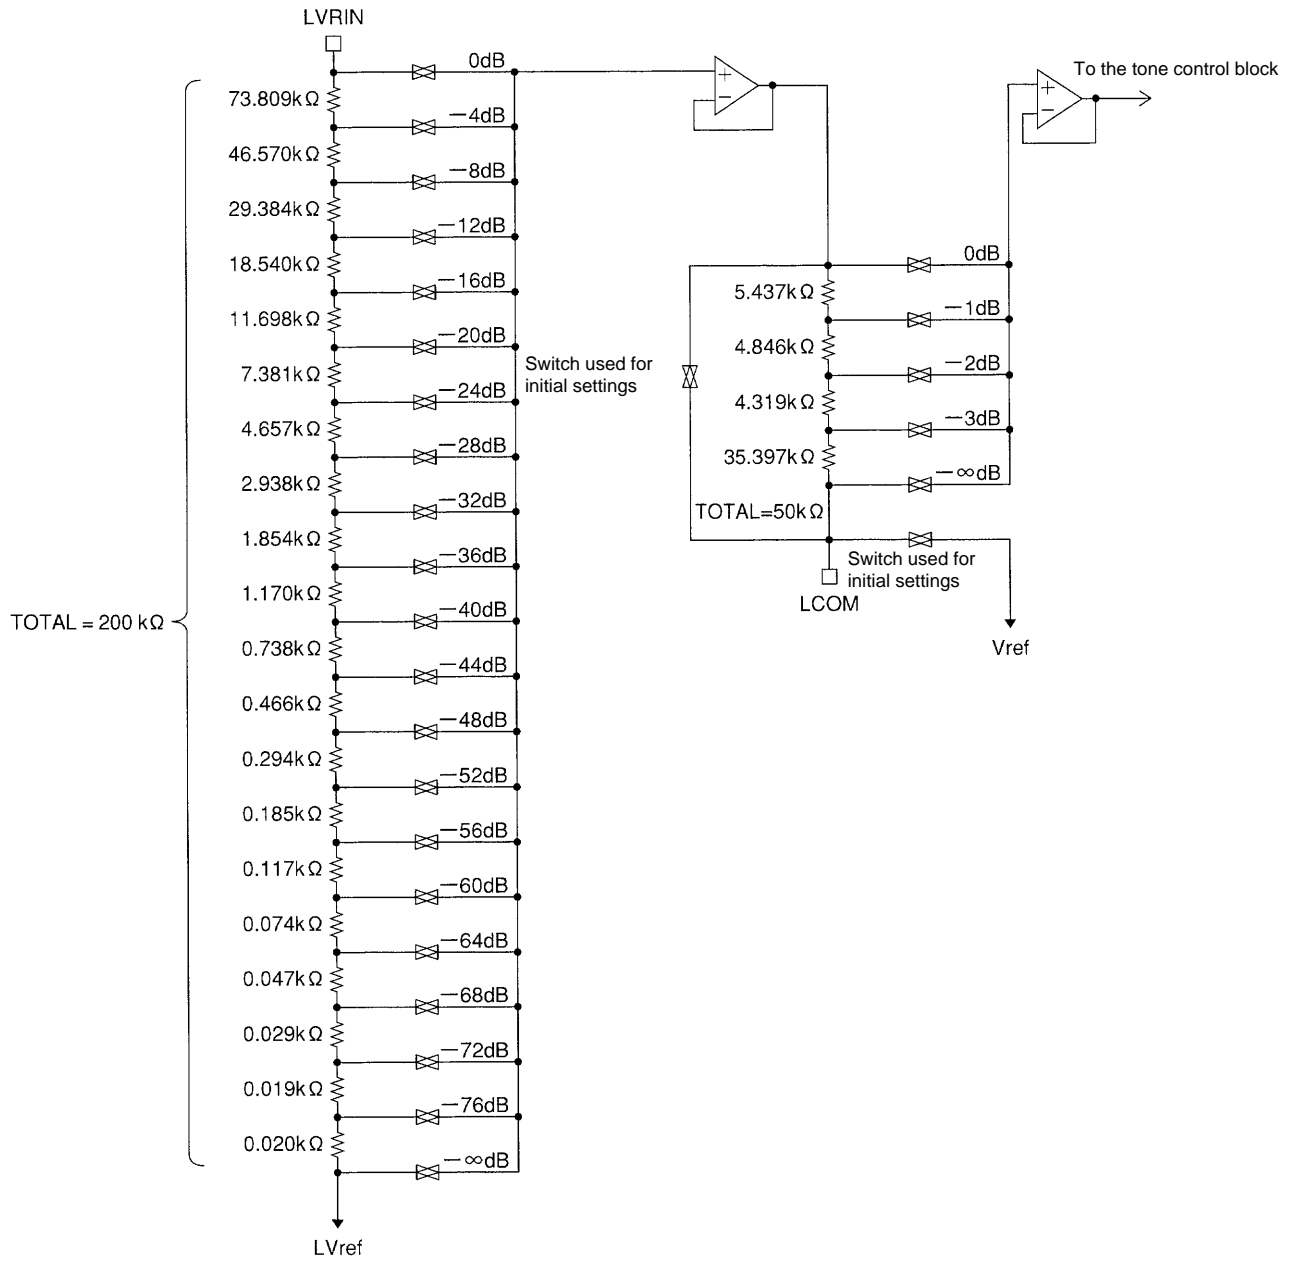 LVRIN
0dB
73.809kΩ
−4dB
46.570kΩ
−8dB
29.384kΩ
−12dB
18.540kΩ
−16dB
11.698kΩ
−20dB
7.381kΩ
−24dB
4.657kΩ
−28dB
2.938kΩ
−32dB
1.854kΩ
−36dB
1.170kΩ
−40dB
0.738kΩ
−44dB
0.466kΩ
−48dB
0.294kΩ
−52dB
0.185kΩ
−56dB
0.117kΩ
−60dB
0.074kΩ
−64dB
0.047kΩ
−68dB
0.029kΩ
−72dB
0.019kΩ
−76dB
0.020kΩ
−∞dB
LVref
TOTAL = 200 kΩ
+
−
Switch used for
initial settings
0dB
5.437kΩ
−1dB
4.846kΩ
−2dB
4.319kΩ
−3dB
35.397kΩ
−∞dB
TOTAL=50kΩ
Switch used for
initial settings
LCOM
Vref
+
−
To the tone control block